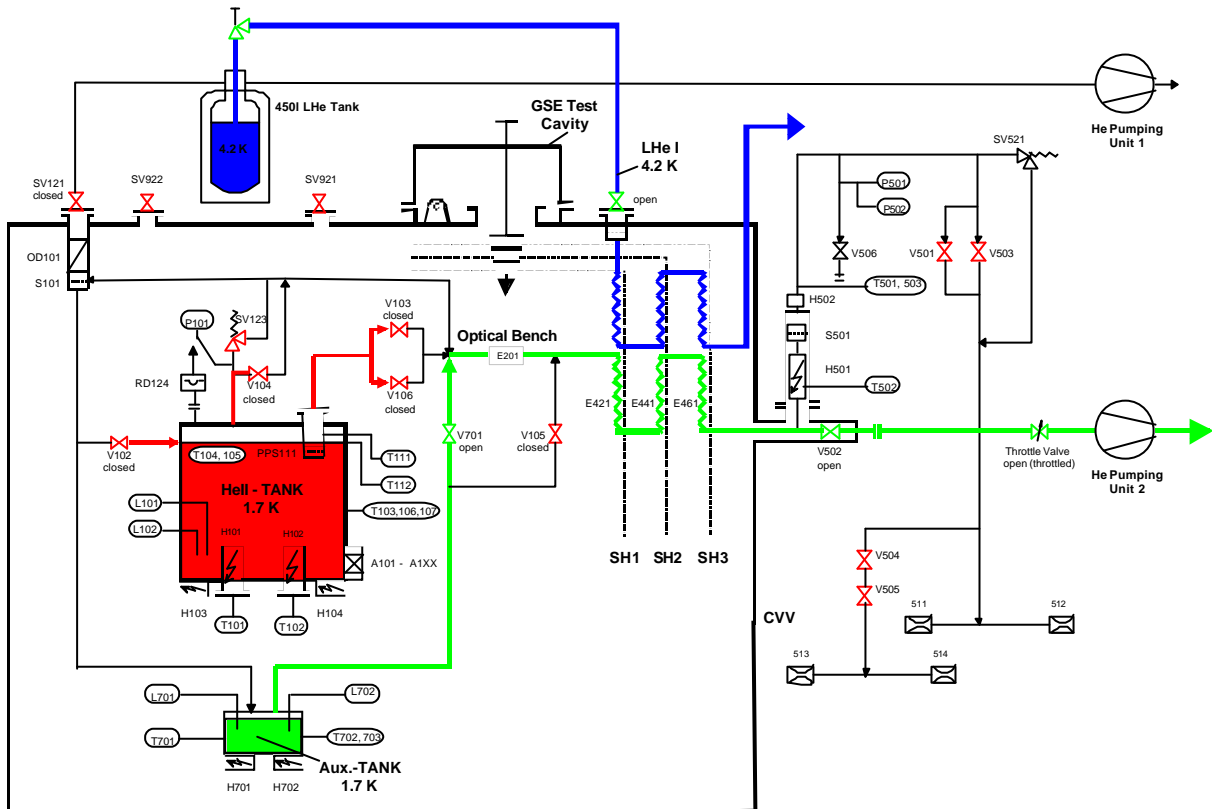 450l LHe Tank
4.2 K
GSE Test
Cavity
LHe I
4.2 K
He Pumping
Unit 1
SV521
SV121
closed
SV922
SV921
open
P501
P502
V506
V501
V503
OD101
S101
T501, 503
H502
S501
H501
T502
P101
SV123
V103
closed
Optical Bench
E201
RD124
V104
closed
V106
closed
E421
E441
E461
V102
closed
T104, 105
PPS111
T111
T112
V701
open
V105
closed
V502
open
Throttle Valve
open (throttled)
He Pumping
Unit 2
HeII - TANK
1.7 K
T103,106,107
L101
L102
H101
H102
A101 - A1XX
SH1
SH2
SH3
H103
H104
T101
T102
V504
V505
CVV
511
512
513
514
L701
L702
T701
T702, 703
Aux.-TANK
1.7 K
H701
H702